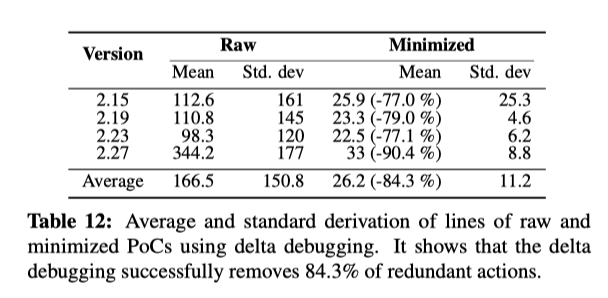 Version Raw Minimized
Mean Std. dev Mean Std. dev
2.15 112.6 161 25.9 (-77.0 %) 25.3
2.19 110.8 145 23.3 (-79.0 %) 4.6
2.23 98.3 120 22.5 (-77.1 %) 6.2
2.27 344.2 177 33 (-90.4 %) 8.8
Average 166.5 150.8 26.2 (-84.3 %) 11.2
Table 12: Average and standard derivation of lines of raw and
minimized PoCs using delta debugging. It shows that the delta
debugging successfully removes 84.3% of redundant actions.